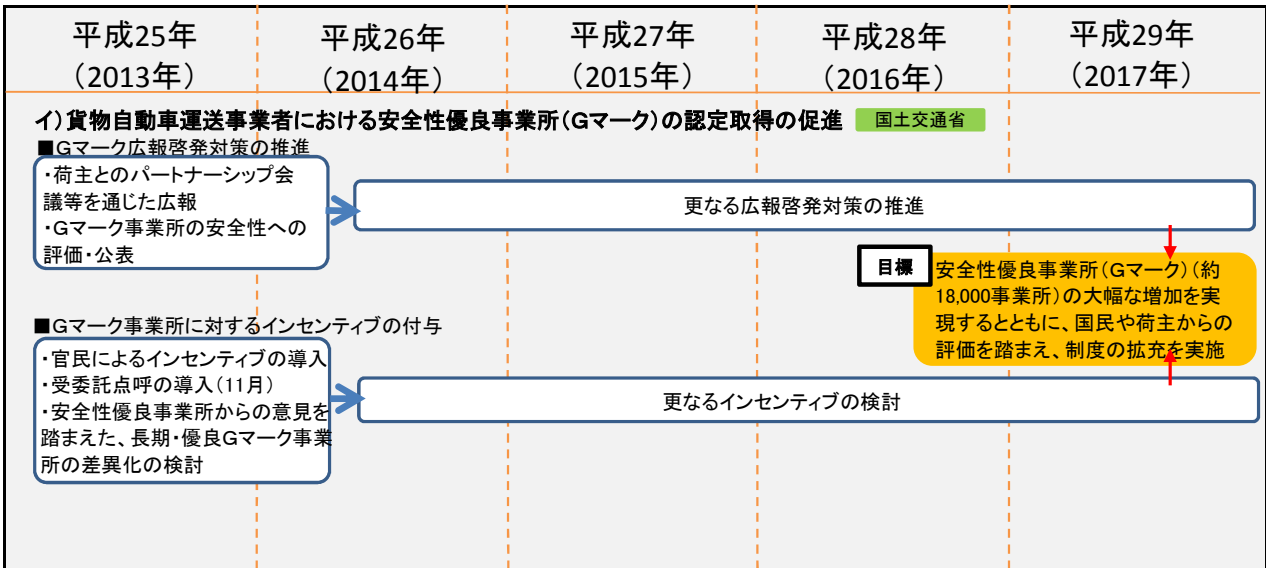 平成25年
（2013年）
平成26年
（2014年）
平成27年
（2015年）
平成28年
（2016年）
平成29年
（2017年）
イ）貨物自動車運送事業者における安全性優良事業所（Gマーク）の認定取得の促進 国土交通省
■Gマーク広報啓発対策の推進
・荷主とのパートナーシップ会
議等を通じた広報
・Gマーク事業所の安全性への
評価・公表
更なる広報啓発対策の推進
目標
安全性優良事業所（Gマーク）（約
18,000事業所）の大幅な増加を実
現するとともに、国民や荷主からの
評価を踏まえ、制度の拡充を実施
■Gマーク事業所に対するインセンティブの付与
・官民によるインセンティブの導入
・受委託点呼の導入（11月）
・安全性優良事業所からの意見を
踏まえた、長期・優良Gマーク事業
所の差異化の検討
更なるインセンティブの検討